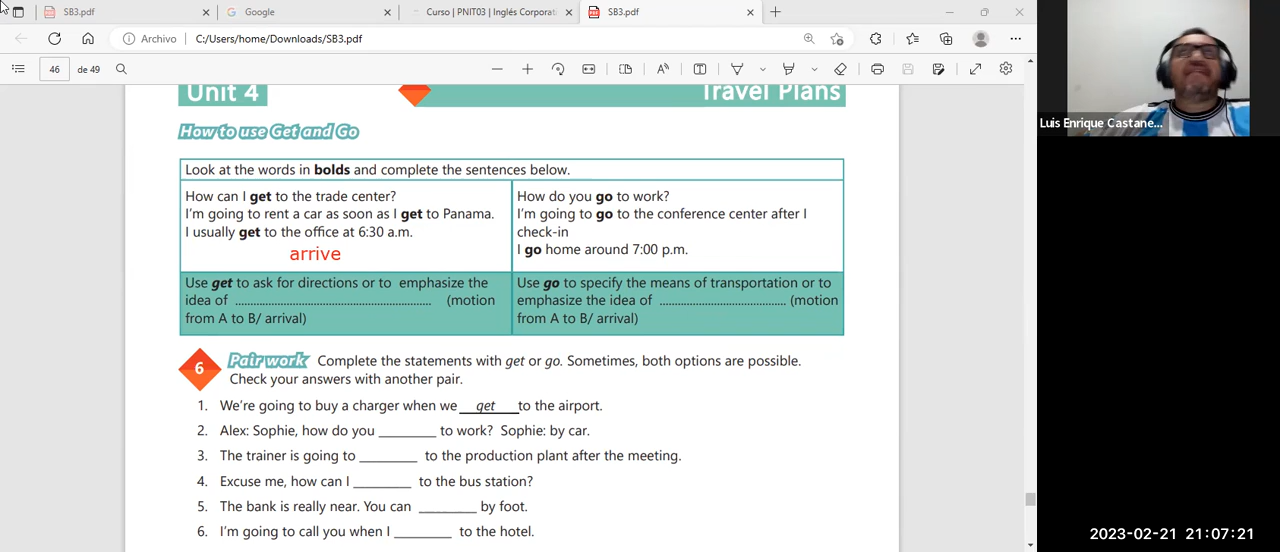 SB3.pdf
Google
Curso | PNIT03 | Inglés Corporati
SB3.pdf
Archivo
C:/Users/home/Downloads/SB3.pdf
46
de 49
Unit 4
Travel Plans
How to use Get and Go
Look at the words in bolds and complete the sentences below.
How can I get to the trade center?
I'm going to rent a car as soon as I get to Panama.
I usually get to the office at 6:30 a.m.
arrive
How do you go to work?
I'm going to go to the conference center after I
check-in
I go home around 7:00 p.m.
Use get to ask for directions or to emphasize the
idea of ................................................ (motion
from A to B/ arrival)
Use go to specify the means of transportation or to
emphasize the idea of ............................... (motion
from A to B/ arrival)
6
Pair work Complete the statements with get or go. Sometimes, both options are possible.
Check your answers with another pair.
1. We're going to buy a charger when we __get__ to the airport.
2. Alex: Sophie, how do you ________ to work? Sophie: by car.
3. The trainer is going to ________ to the production plant after the meeting.
4. Excuse me, how can I ________ to the bus station?
5. The bank is really near. You can ________ by foot.
6. I'm going to call you when I ________ to the hotel.
Luis Enrique Castane...
2023-02-21 21:07:21